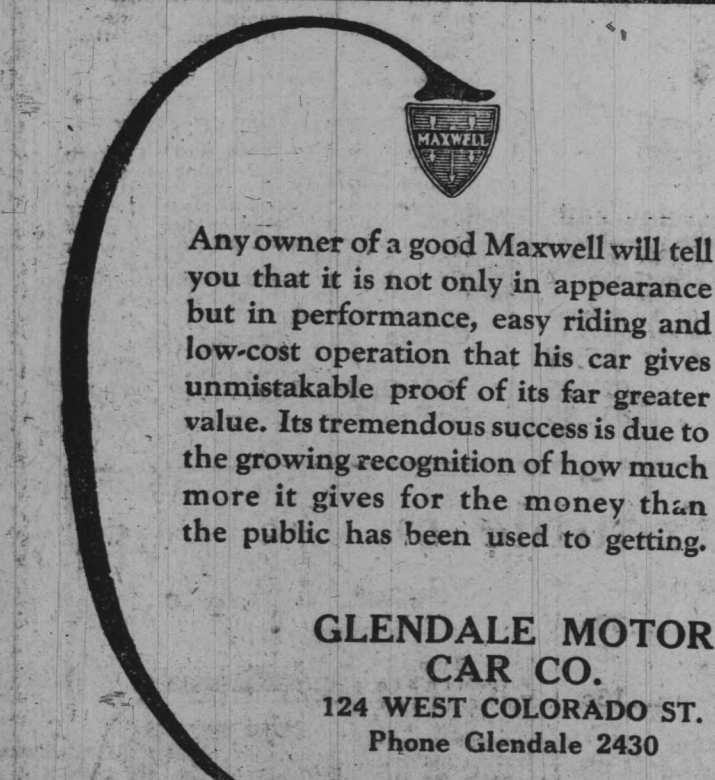 MAXWELL
Any owner of a good Maxwell will tell
you that it is not only in appearance
but in performance, easy riding and
low-cost operation that his car gives
unmistakable proof of its far greater
value. Its tremendous success is due to
the growing recognition of how much
more it gives for the money than
the public has been used to getting.
GLENDALE MOTOR
CAR CO.
124 WEST COLORADO ST.
Phone Glendale 2430